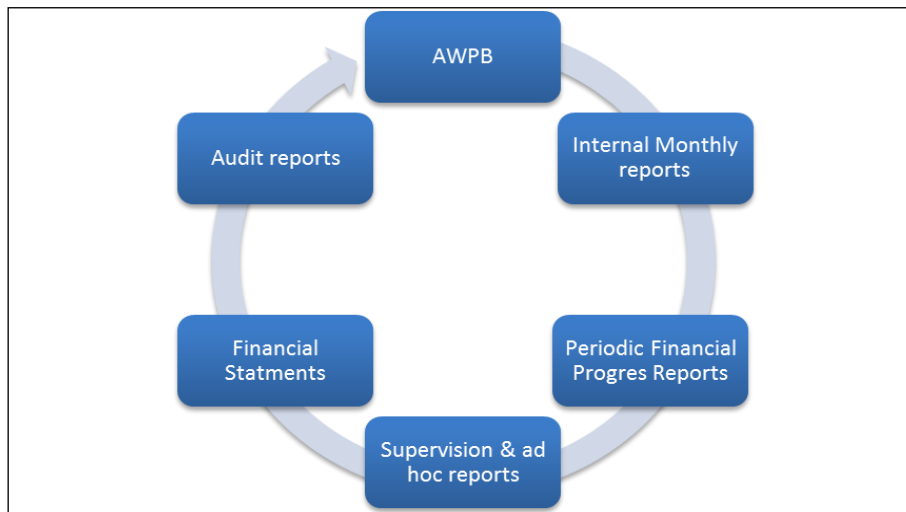 AWPB
Internal Monthly
reports
Periodic Financial
Progres Reports
Supervision & ad
hoc reports
Financial
Statments
Audit reports